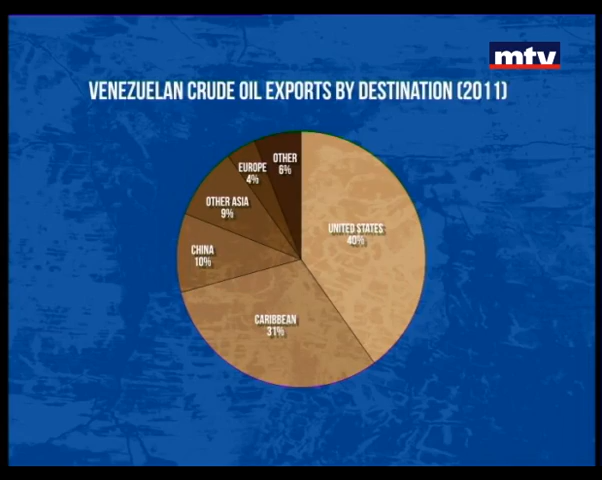 mtv
VENEZUELAN CRUDE OIL EXPORTS BY DESTINATION (2011)
OTHER
6%
EUROPE
4%
OTHER ASIA
9%
UNITED STATES
40%
CHINA
10%
CARIBBEAN
31%